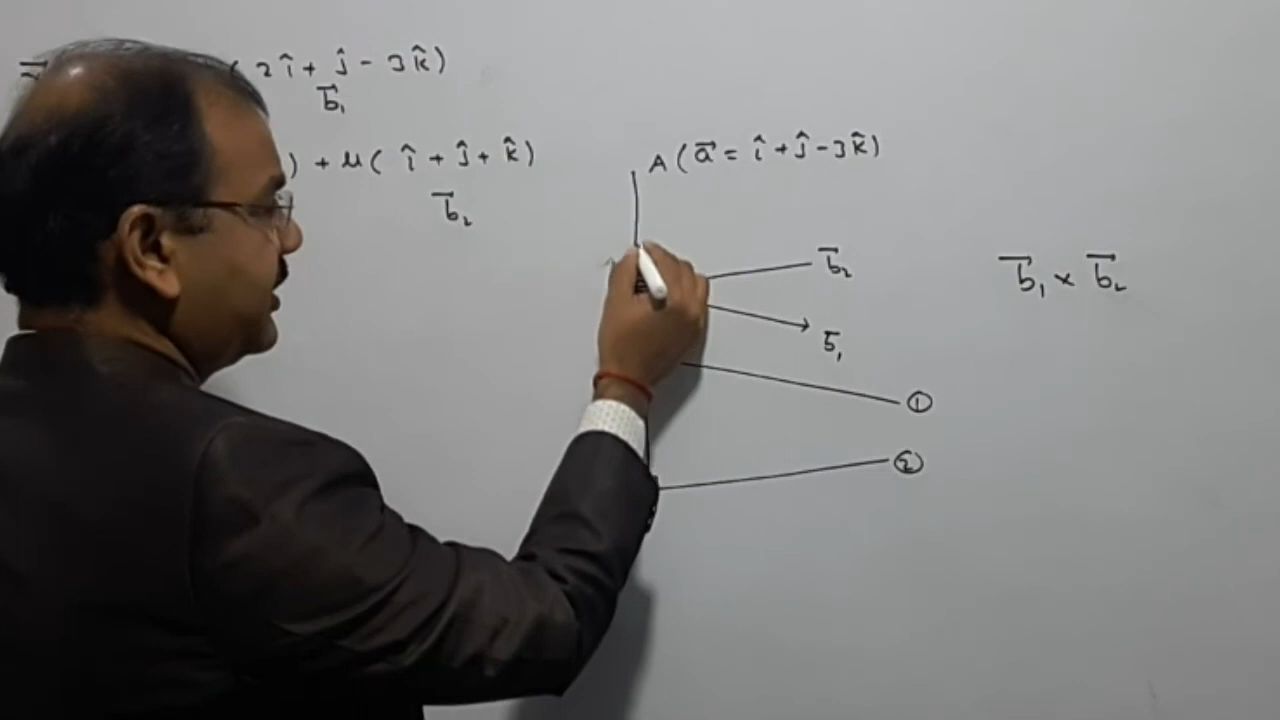 ( 2î + ĵ - 3k̂ )
b⃗₁
) + μ( î + ĵ + k̂ )
b⃗₂
A ( a⃗ = î + ĵ - 3k̂ )
b⃗₂
b⃗₁ × b⃗₂
b̄₁
①
②